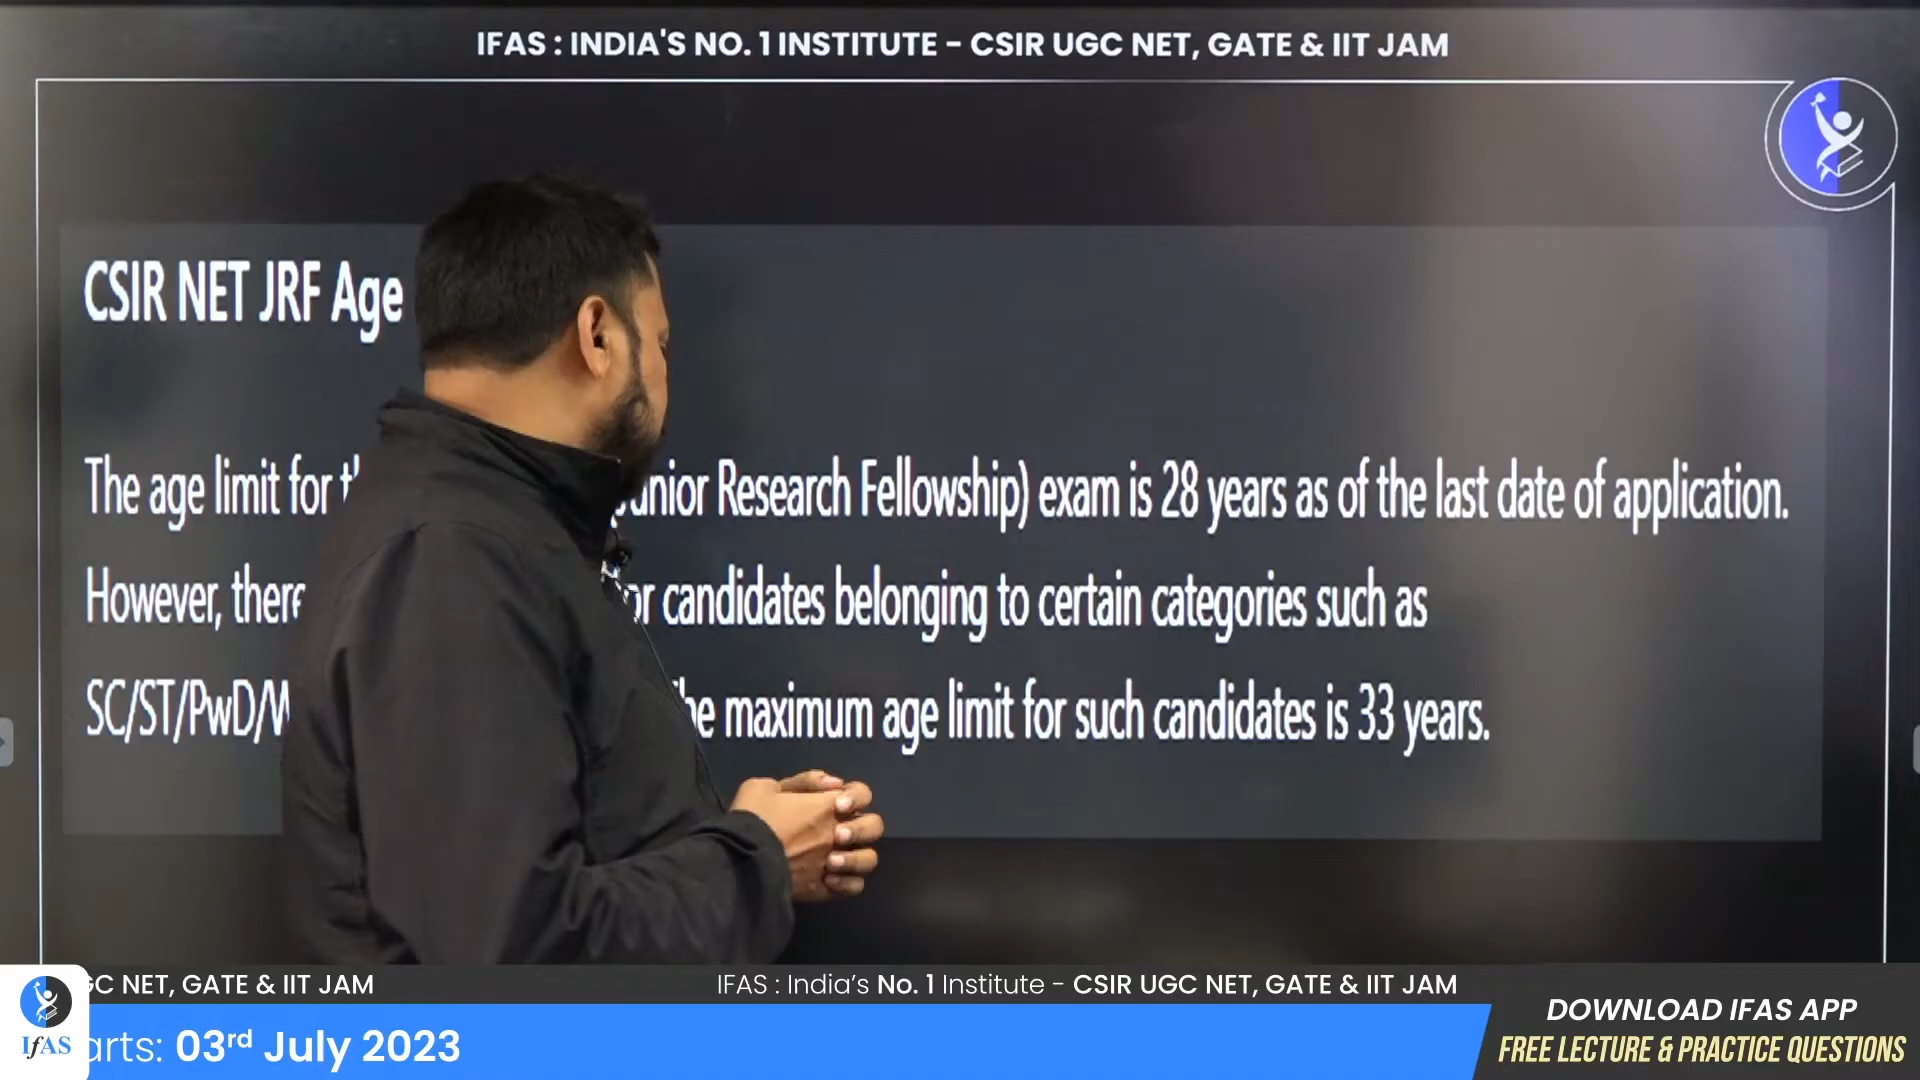 IFAS : INDIA'S NO. 1 INSTITUTE - CSIR UGC NET, GATE & IIT JAM
CSIR NET JRF Age
The age limit for Research Fellowship) exam is 28 years as of the last date of application.
However, candidates belonging to certain categories such as
SC/ST/PwD/ maximum age limit for such candidates is 33 years.
NET, GATE & IIT JAM IFAS : India's No. 1 Institute - CSIR UGC NET, GATE & IIT JAM
DOWNLOAD IFAS APP
IfAS 03rd July 2023
FREE LECTURE & PRACTICE QUESTIONS